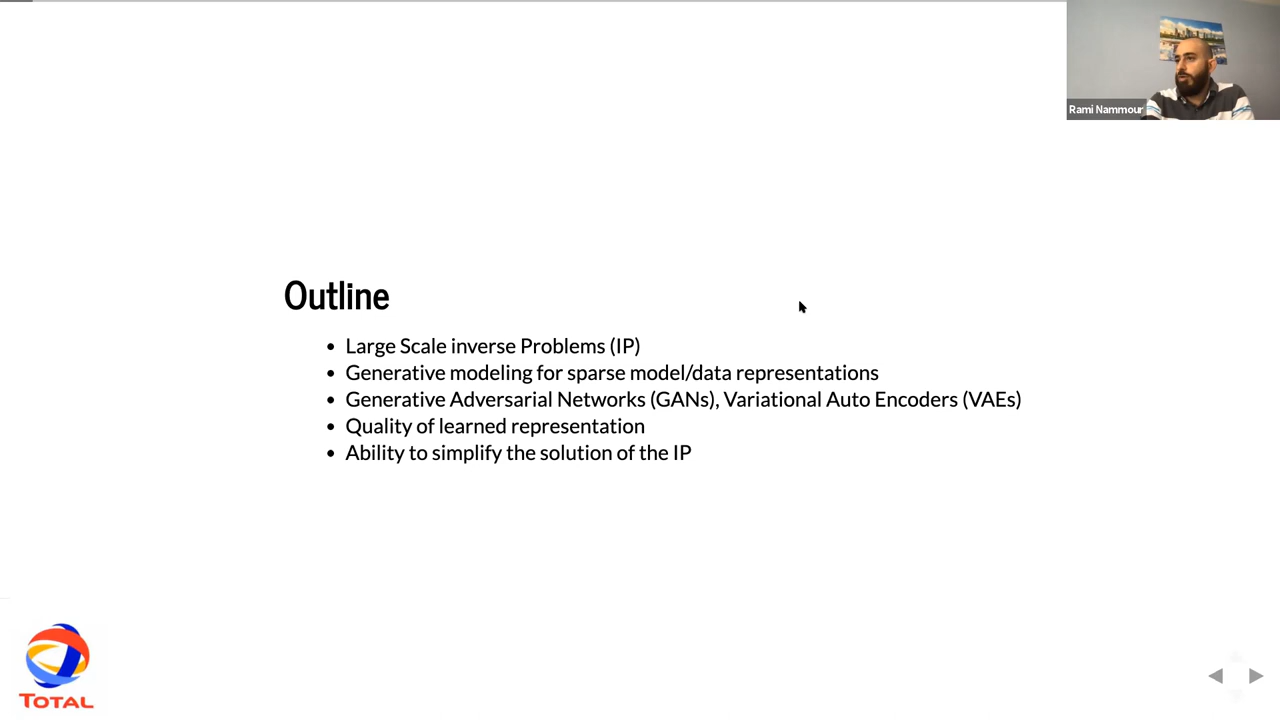 Rami Nammour
Outline
• Large Scale inverse Problems (IP)
• Generative modeling for sparse model/data representations
• Generative Adversarial Networks (GANs), Variational Auto Encoders (VAEs)
• Quality of learned representation
• Ability to simplify the solution of the IP
TOTAL